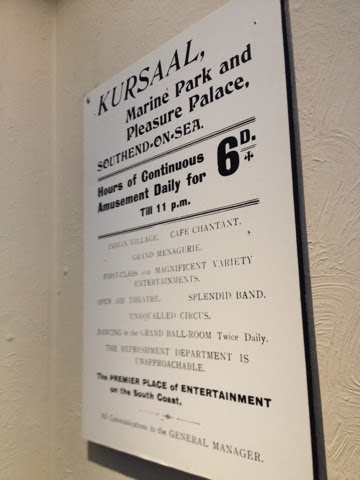 KURSAAL,
Marine Park and
Pleasure Palace,
SOUTHEND-ON-SEA.
Hours of Continuous
Amusement Daily for
Till 11 p.m.
6D.
INDIAN VILLAGE. CAFE CHANTANT.
GRAND MENAGERIE.
FIRST-CLASS AND MAGNIFICENT VARIETY
ENTERTAINMENTS.
OPEN AIR THEATRE. SPLENDID BAND.
UNEQUALLED CIRCUS.
DANCING in the GRAND BALL-ROOM Twice Daily.
THE REFRESHMENT DEPARTMENT IS
UNAPPROACHABLE.
The PREMIER PLACE of ENTERTAINMENT
on the South Coast.
All Communications to the GENERAL MANAGER.